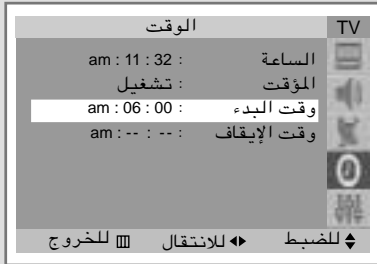 TV الوقت
الساعة : am : 11 : 32
المؤقت : تشغيل
وقت البدء : am : 06 : 00
وقت الإيقاف : am : -- : --
للضبط للانتقال للخروج